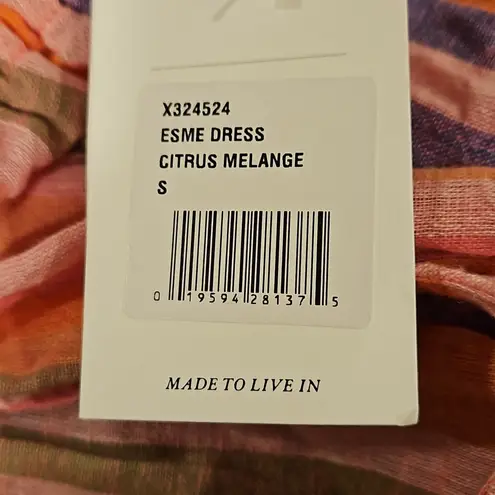 X324524
ESME DRESS
CITRUS MELANGE
S
0 19594 28137 5
MADE TO LIVE IN